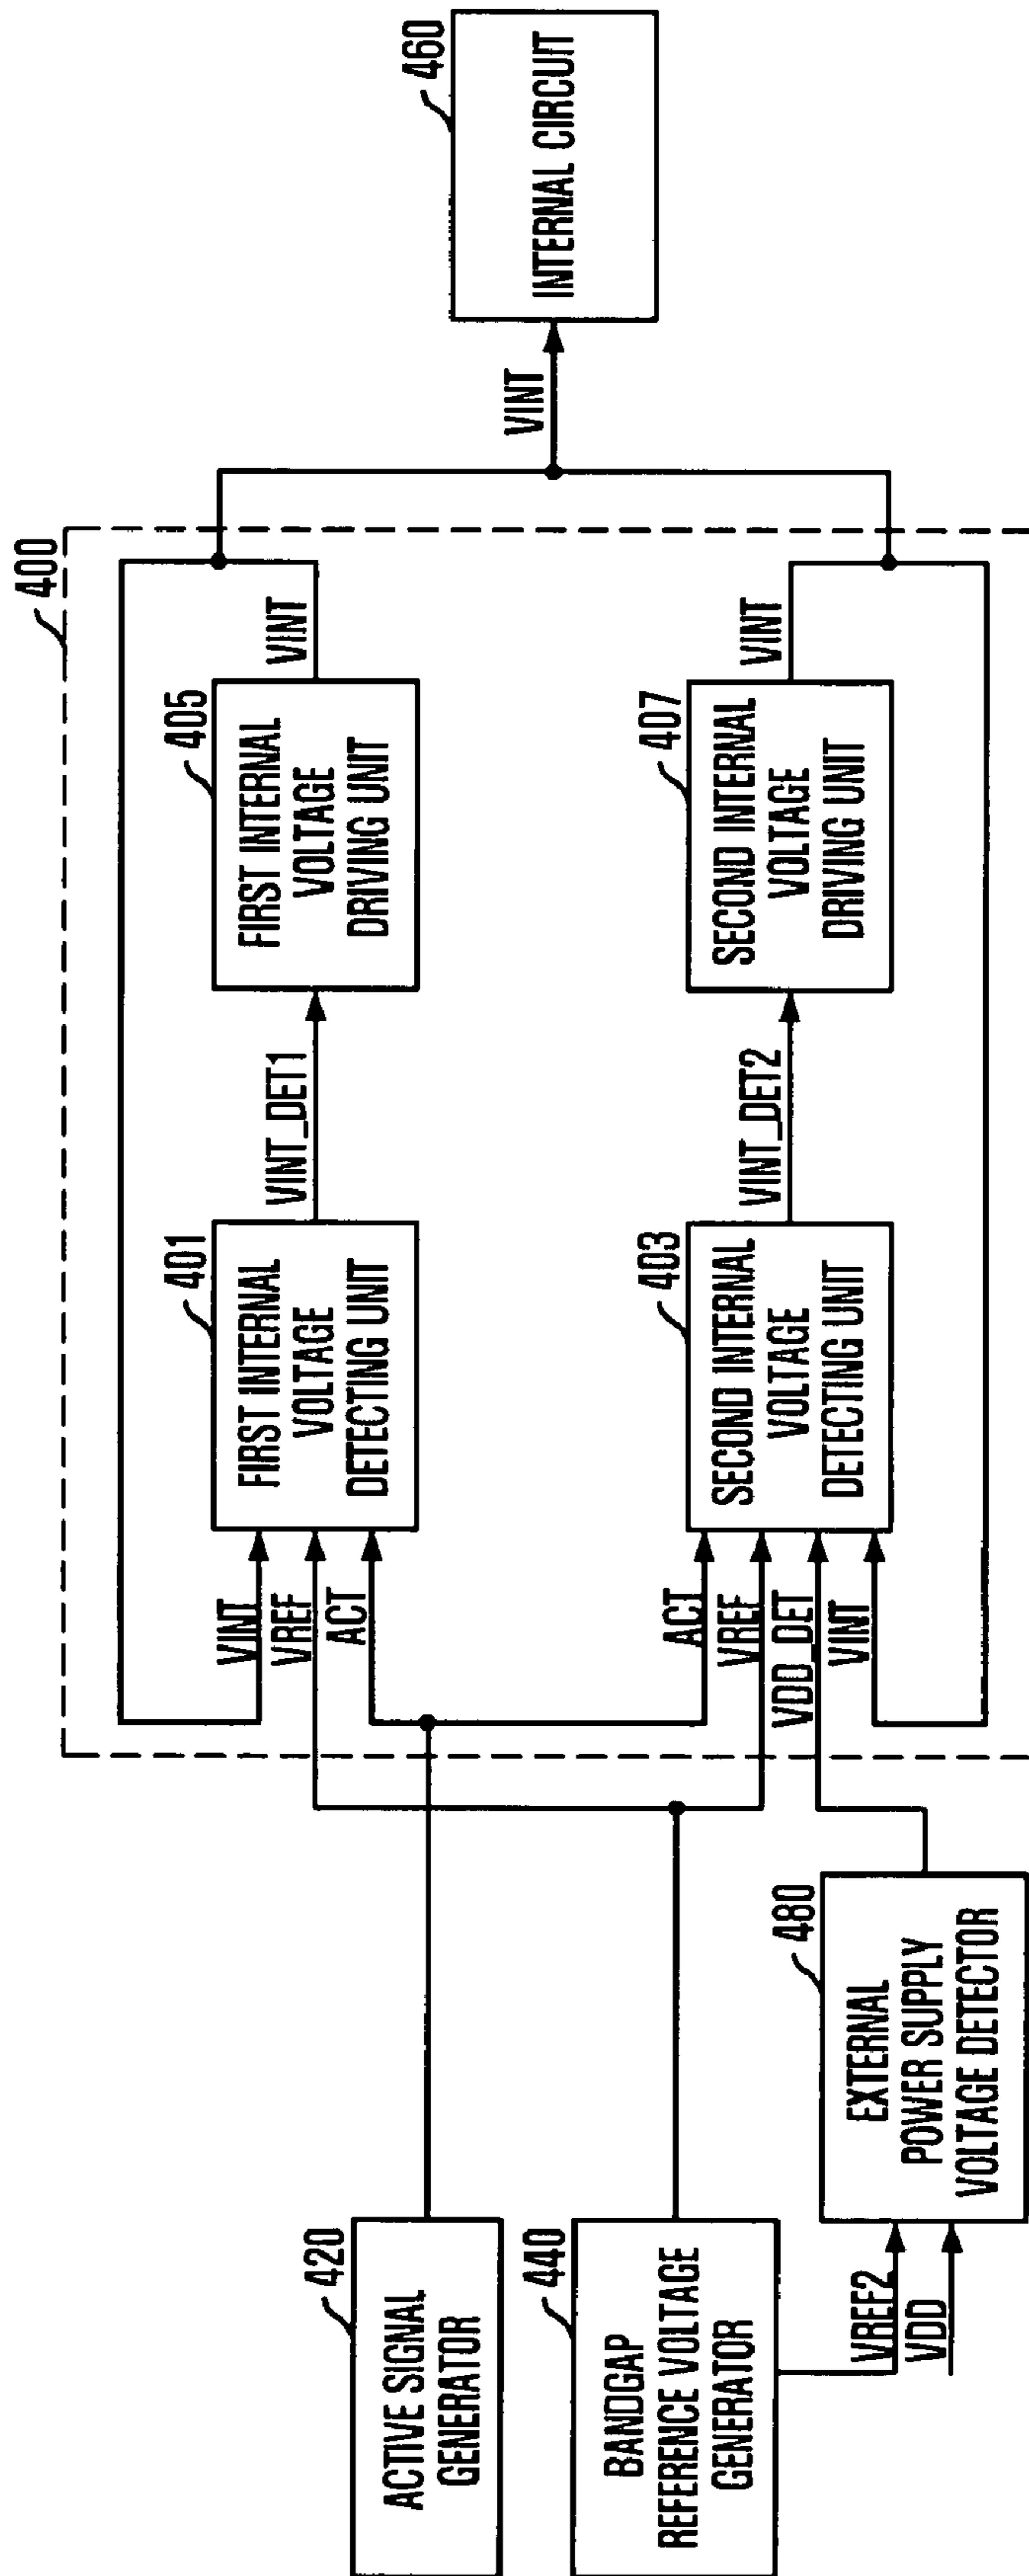 400
420
ACTIVE SIGNAL
GENERATOR
440
BANDGAP
REFERENCE VOLTAGE
GENERATOR
VREF2
VDD
480
EXTERNAL
POWER SUPPLY
VOLTAGE DETECTOR
VINT
VREF
ACT
401
FIRST INTERNAL
VOLTAGE
DETECTING UNIT
VINT_DET1
405
FIRST INTERNAL
VOLTAGE
DRIVING UNIT
VINT
ACT
VREF
VDD_DET
VINT
403
SECOND INTERNAL
VOLTAGE
DETECTING UNIT
VINT_DET2
407
SECOND INTERNAL
VOLTAGE
DRIVING UNIT
VINT
VINT
460
INTERNAL CIRCUIT